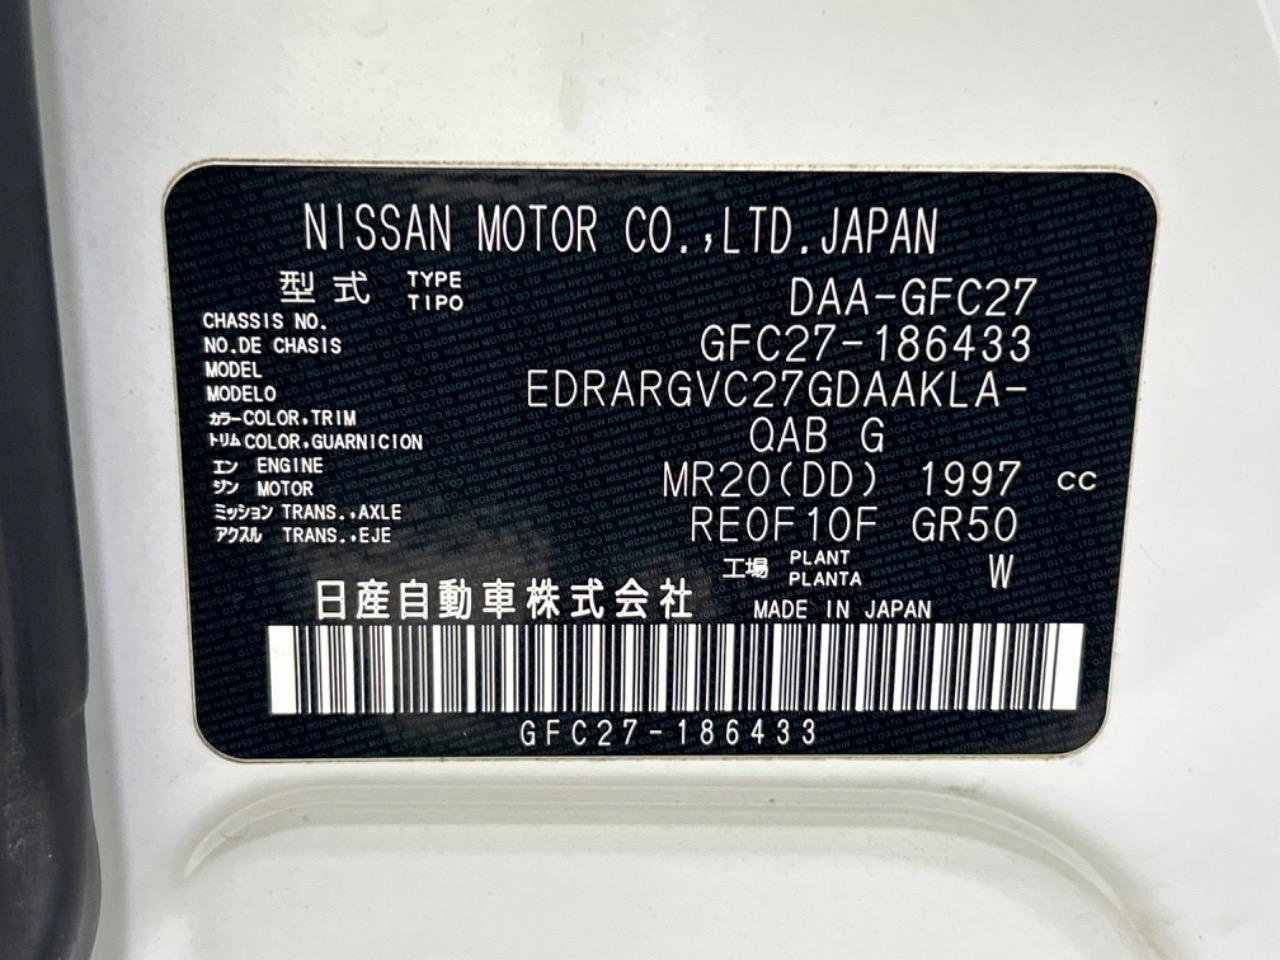 NISSAN MOTOR CO.,LTD.JAPAN
型式 TYPE TIPO DAA-GFC27
CHASSIS NO.
NO.DE CHASIS GFC27-186433
MODEL
MODELO EDRARGVC27GDAAKLA-
カラー COLOR,TRIM
トリム COLOR,GUARNICION QAB G
エン ENGINE
ジン MOTOR MR20(DD) 1997 cc
ミッション TRANS.,AXLE
アクスル TRANS.,EJE RE0F10F GR50
工場 PLANT PLANTA W
日産自動車株式会社 MADE IN JAPAN
GFC27-186433